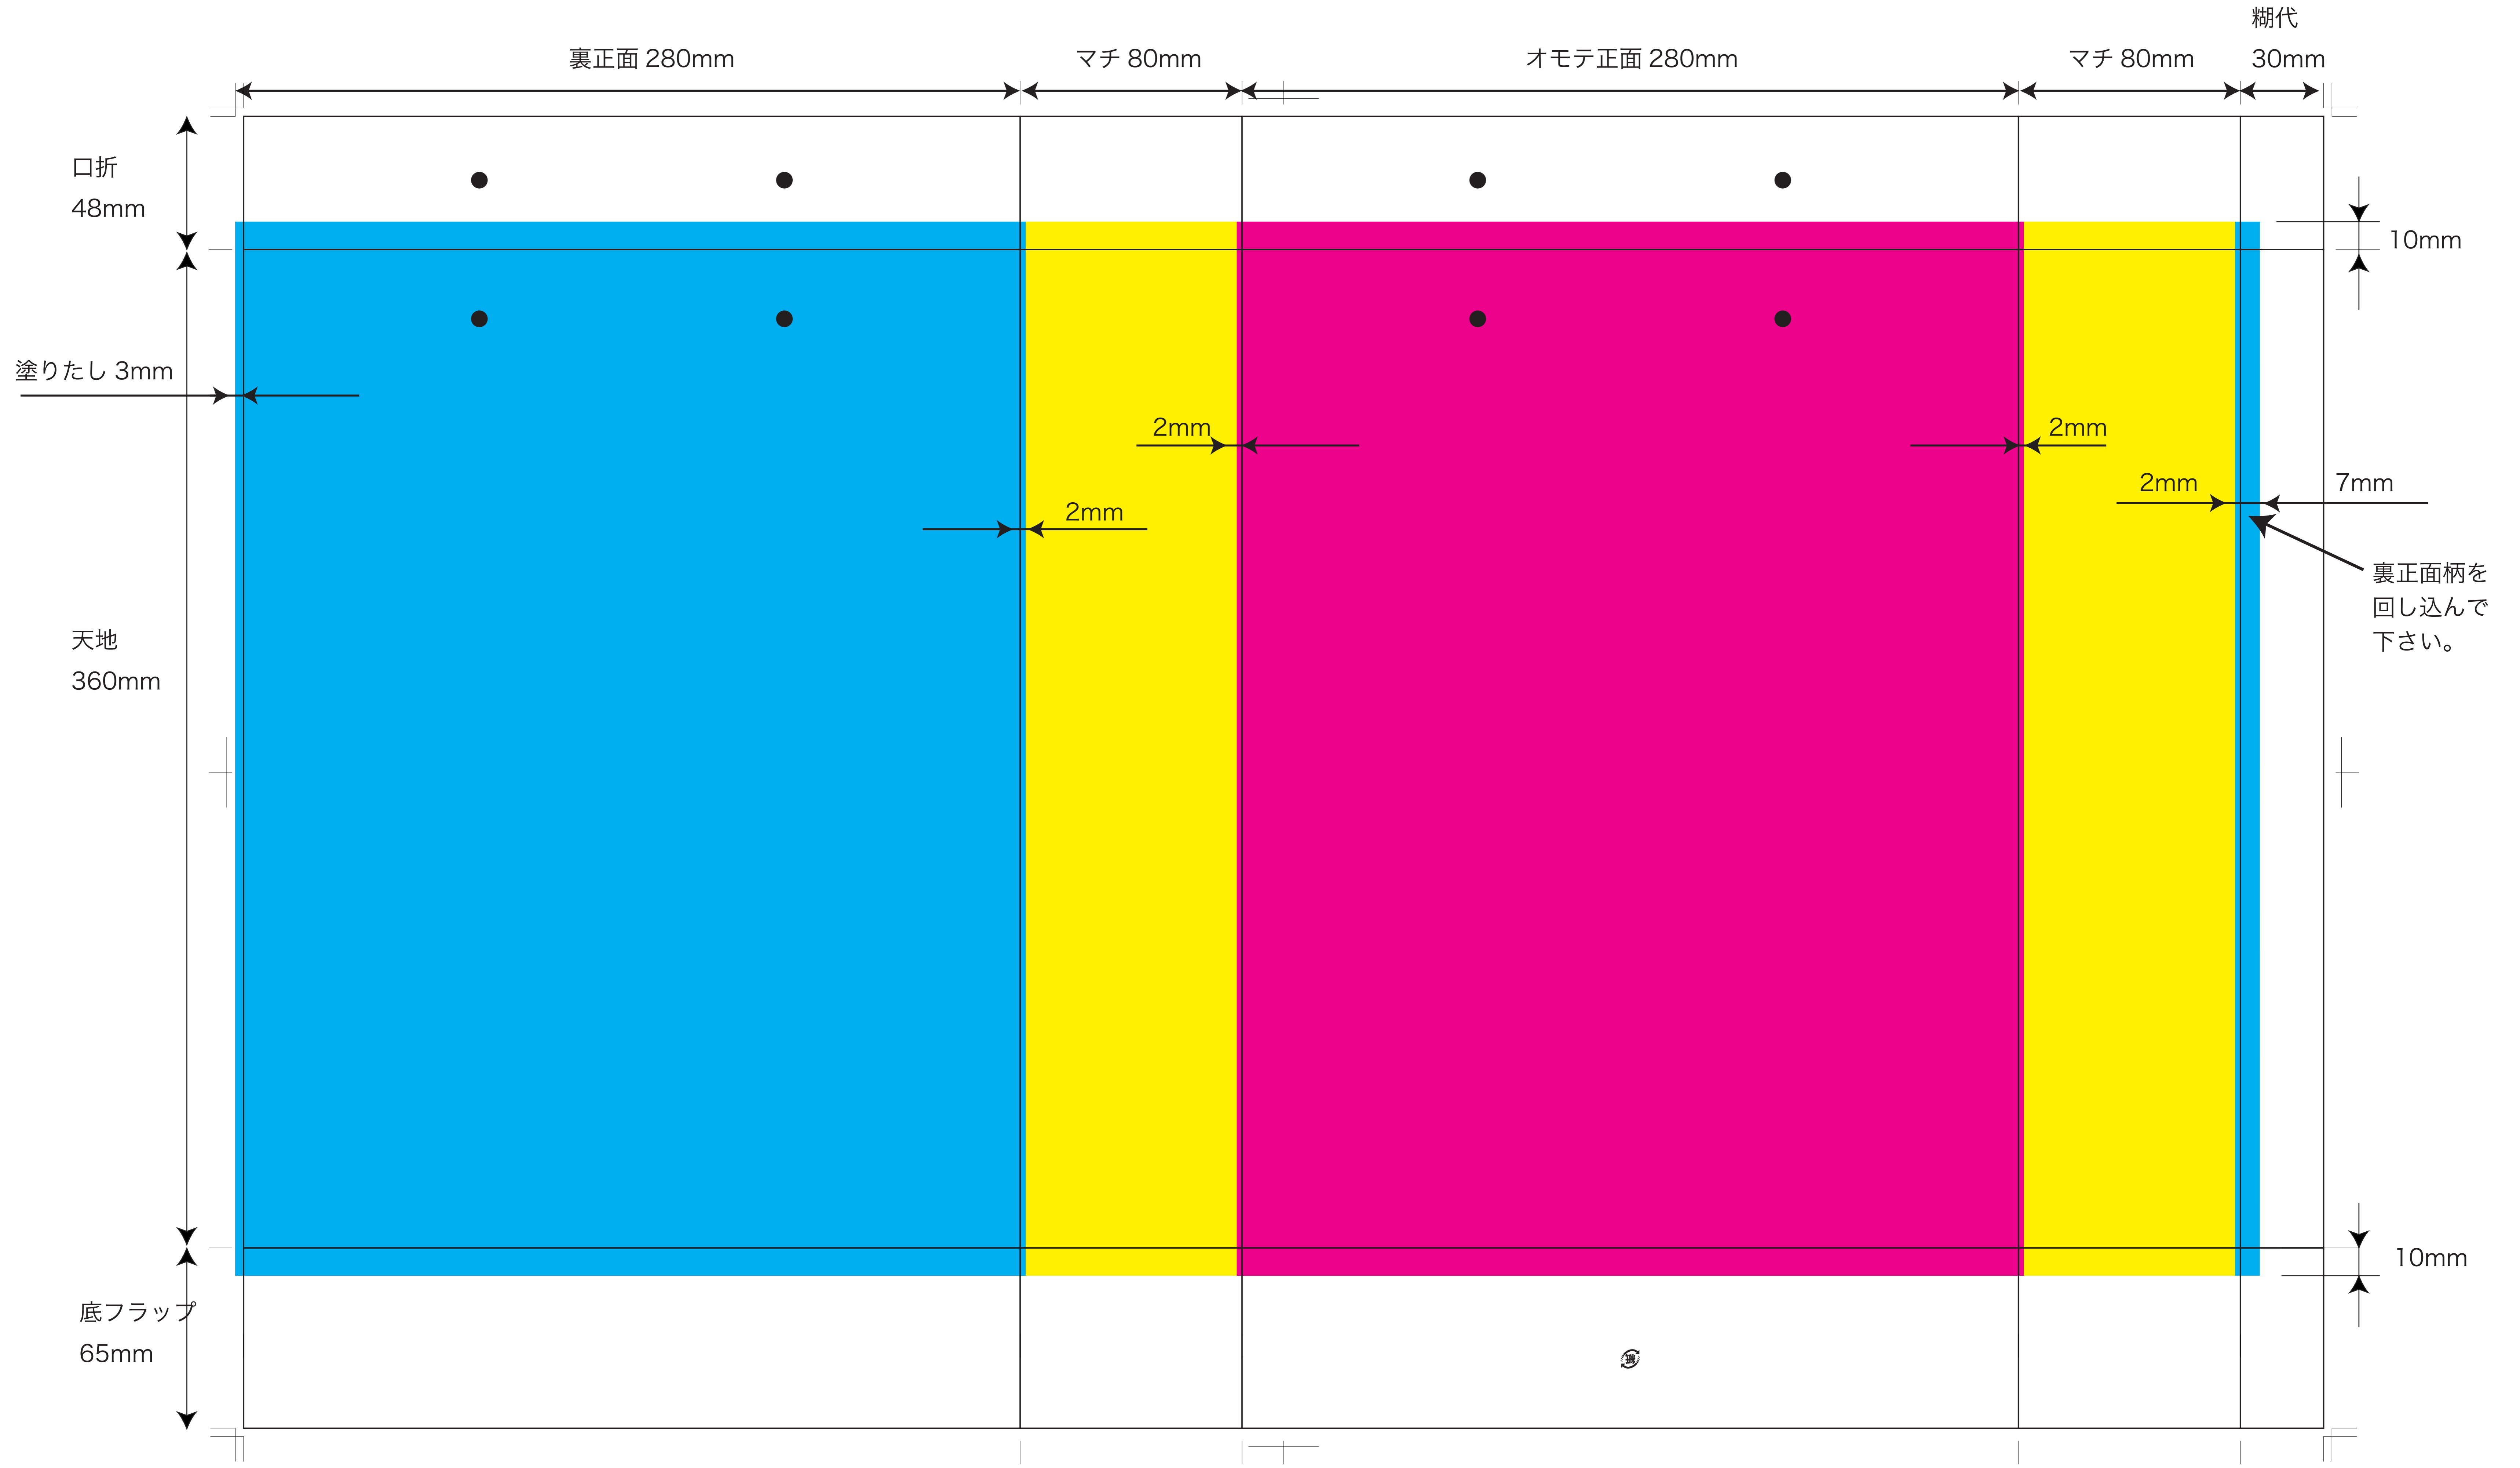 糊代
裏正面 280mm
マチ 80mm
オモテ正面 280mm
マチ 80mm
30mm
口折
48mm
10mm
塗りたし 3mm
2mm
2mm
2mm
7mm
2mm
裏正面柄を
回し込んで
下さい。
天地
360mm
10mm
底フラップ
65mm
紙